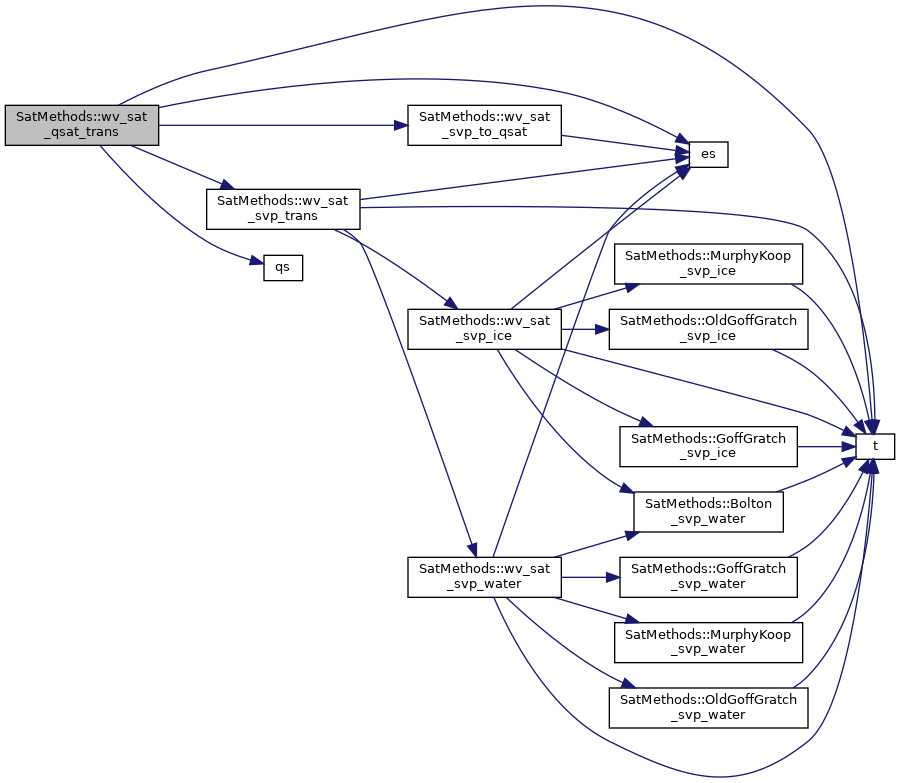 SatMethods::wv_sat
_qsat_trans
SatMethods::wv_sat
_svp_to_qsat
es
SatMethods::wv_sat
_svp_trans
qs
SatMethods::MurphyKoop
_svp_ice
SatMethods::wv_sat
_svp_ice
SatMethods::OldGoffGratch
_svp_ice
SatMethods::GoffGratch
_svp_ice
t
SatMethods::Bolton
_svp_water
SatMethods::wv_sat
_svp_water
SatMethods::GoffGratch
_svp_water
SatMethods::MurphyKoop
_svp_water
SatMethods::OldGoffGratch
_svp_water